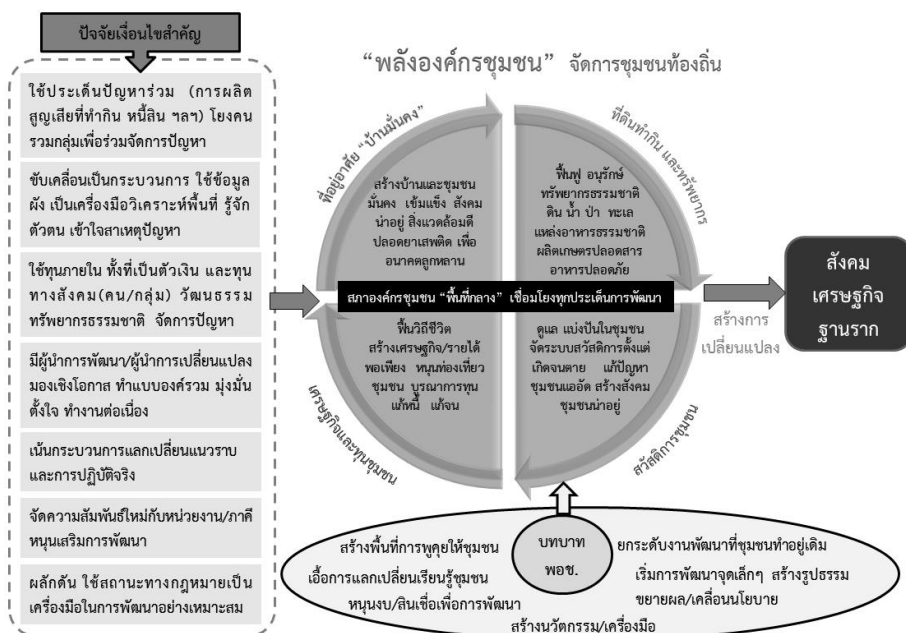 ปัจจัยเงื่อนไขสำคัญ
ใช้ประเด็นปัญหาร่วม (การผลิต
สูญเสียที่ทำกิน หนี้สิน ฯลฯ) โยงคน
รวมกลุ่มเพื่อร่วมจัดการปัญหา
ขับเคลื่อนเป็นกระบวนการ ใช้ข้อมูล
ผัง เป็นเครื่องมือวิเคราะห์พื้นที่ รู้จัก
ตัวตน เข้าใจสาเหตุปัญหา
ใช้ทุนภายใน ทั้งที่เป็นตัวเงิน และทุน
ทางสังคม(คน/กลุ่ม) วัฒนธรรม
ทรัพยากรธรรมชาติ จัดการปัญหา
มีผู้นำการพัฒนา/ผู้นำการเปลี่ยนแปลง
มองเชิงโอกาส ทำแบบองค์รวม มุ่งมั่น
ตั้งใจ ทำงานต่อเนื่อง
เน้นกระบวนการแลกเปลี่ยนแนวราบ
และการปฏิบัติจริง
จัดความสัมพันธ์ใหม่กับหน่วยงาน/ภาคี
หนุนเสริมการพัฒนา
ผลักดัน ใช้สถานะทางกฎหมายเป็น
เครื่องมือในการพัฒนาอย่างเหมาะสม
“พลังองค์กรชุมชน” จัดการชุมชนท้องถิ่น
ที่อยู่อาศัย “บ้านมั่นคง”
สร้างบ้านและชุมชน
มั่นคง เข้มแข็ง สังคม
น่าอยู่ สิ่งแวดล้อมดี
ปลอดยาเสพติด เพื่อ
อนาคตลูกหลาน
ที่ดินทำกิน และทรัพยากร
ฟื้นฟู อนุรักษ์
ทรัพยากรธรรมชาติ
ดิน น้ำ ป่า ทะเล
แหล่งอาหารธรรมชาติ
ผลิตเกษตรปลอดสาร
อาหารปลอดภัย
สภาองค์กรชุมชน “พื้นที่กลาง” เชื่อมโยงทุกประเด็นการพัฒนา
ฟื้นวิถีชีวิต
สร้างเศรษฐกิจ/รายได้
พอเพียง หนุนท่องเที่ยว
ชุมชน บูรณาการทุน
แก้หนี้ แก้จน
เศรษฐกิจและทุนชุมชน
ดูแล แบ่งปันในชุมชน
จัดระบบสวัสดิการตั้งแต่
เกิดจนตาย แก้ปัญหา
ชุมชนแออัด สร้างสังคม
ชุมชนน่าอยู่
สวัสดิการชุมชน
สร้างการ
เปลี่ยนแปลง
สังคม
เศรษฐกิจ
ฐานราก
บทบาท
พอช.
สร้างพื้นที่การพูคุยให้ชุมชน
เอื้อการแลกเปลี่ยนเรียนรู้ชุมชน
หนุนงบ/สินเชื่อเพื่อการพัฒนา
สร้างนวัตกรรม/เครื่องมือ
ยกระดับงานพัฒนาที่ชุมชนทำอยู่เดิม
เริ่มการพัฒนาจุดเล็กๆ สร้างรูปธรรม
ขยายผล/เคลื่อนนโยบาย